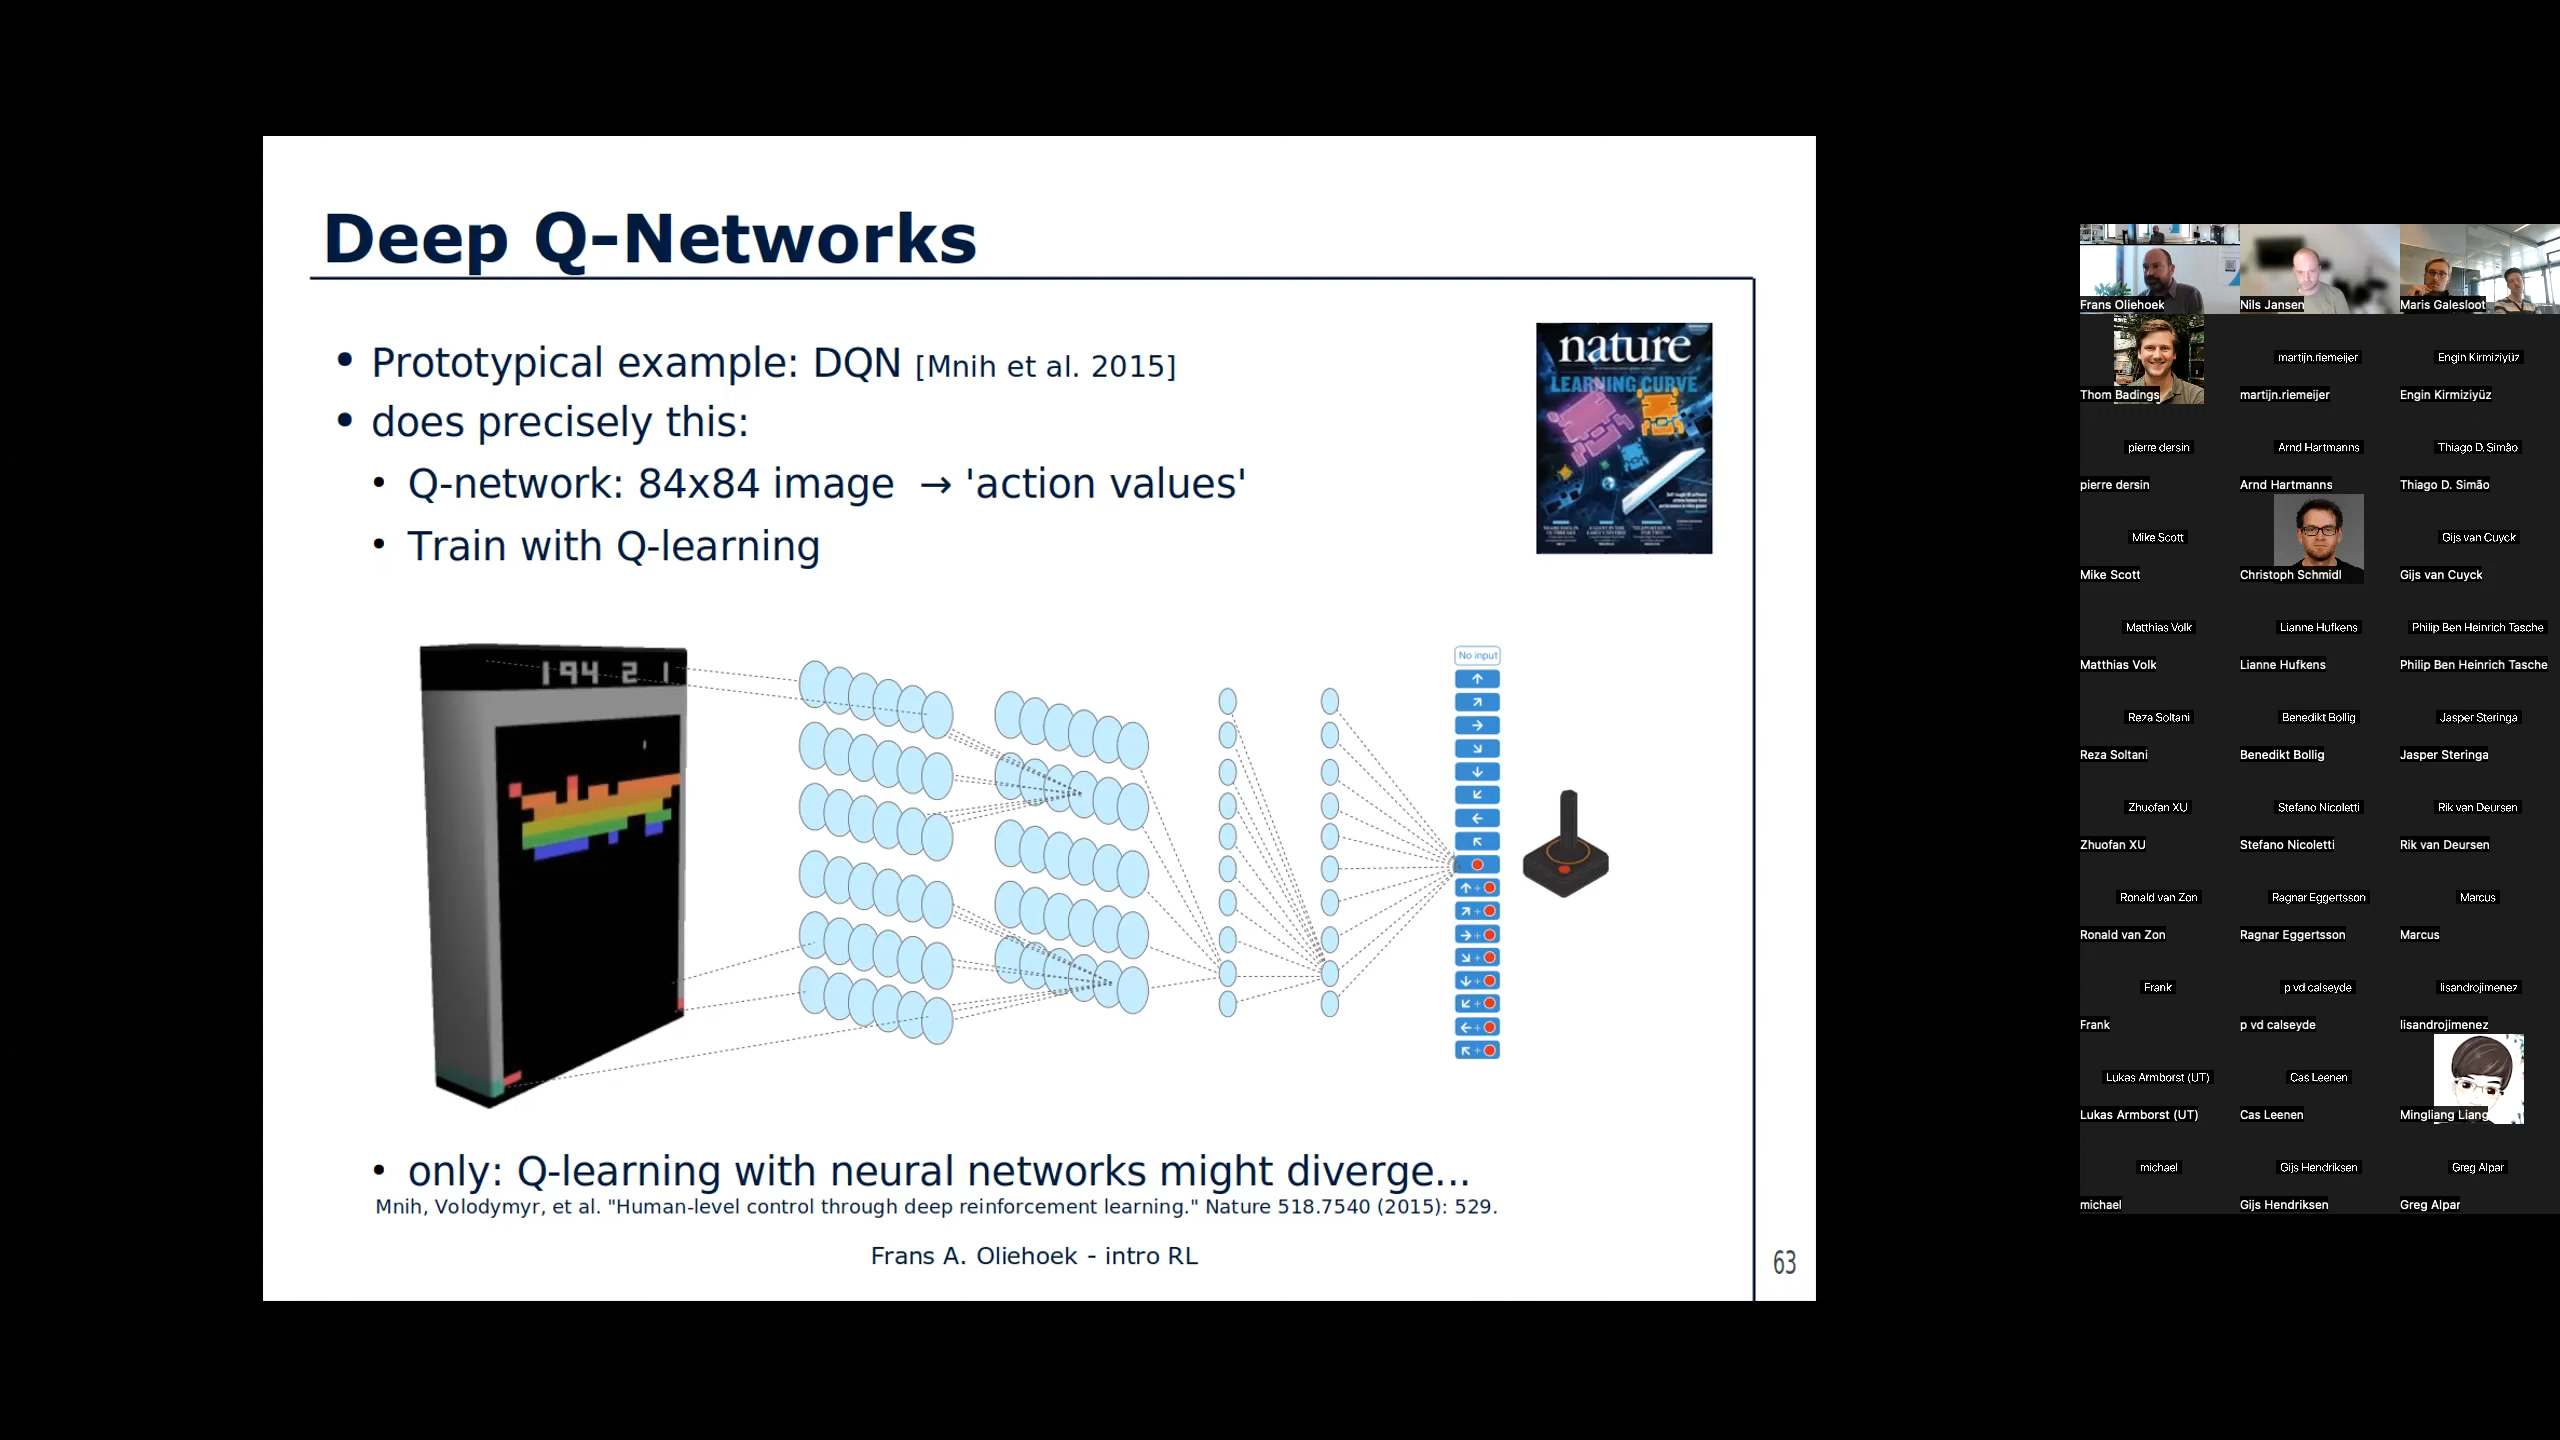 Deep Q-Networks
• Prototypical example: DQN [Mnih et al. 2015]
• does precisely this:
• Q-network: 84x84 image → 'action values'
• Train with Q-learning
nature
LEARNING CURVE
194 2 1
No input
• only: Q-learning with neural networks might diverge...
Mnih, Volodymyr, et al. "Human-level control through deep reinforcement learning." Nature 518.7540 (2015): 529.
Frans A. Oliehoek - intro RL
63
Frans Oliehoek
Nils Jansen
Maris Galesloot
Thom Badings
martijn.riemeijer
martijn.riemeijer
Engin Kirmiziyüz
Engin Kirmiziyüz
pierre dersin
pierre dersin
Arnd Hartmanns
Arnd Hartmanns
Thiago D. Simão
Thiago D. Simão
Mike Scott
Mike Scott
Christoph Schmidl
Gijs van Cuyck
Gijs van Cuyck
Matthias Volk
Matthias Volk
Lianne Hufkens
Lianne Hufkens
Philip Ben Heinrich Tasche
Philip Ben Heinrich Tasche
Reza Soltani
Reza Soltani
Benedikt Bollig
Benedikt Bollig
Jasper Steringa
Jasper Steringa
Zhuofan XU
Zhuofan XU
Stefano Nicoletti
Stefano Nicoletti
Rik van Deursen
Rik van Deursen
Ronald van Zon
Ronald van Zon
Ragnar Eggertsson
Ragnar Eggertsson
Marcus
Marcus
Frank
Frank
p vd calseyde
p vd calseyde
lisandrojimenez
lisandrojimenez
Lukas Armborst (UT)
Lukas Armborst (UT)
Cas Leenen
Cas Leenen
Mingliang Liang
michael
michael
Gijs Hendriksen
Gijs Hendriksen
Greg Alpar
Greg Alpar